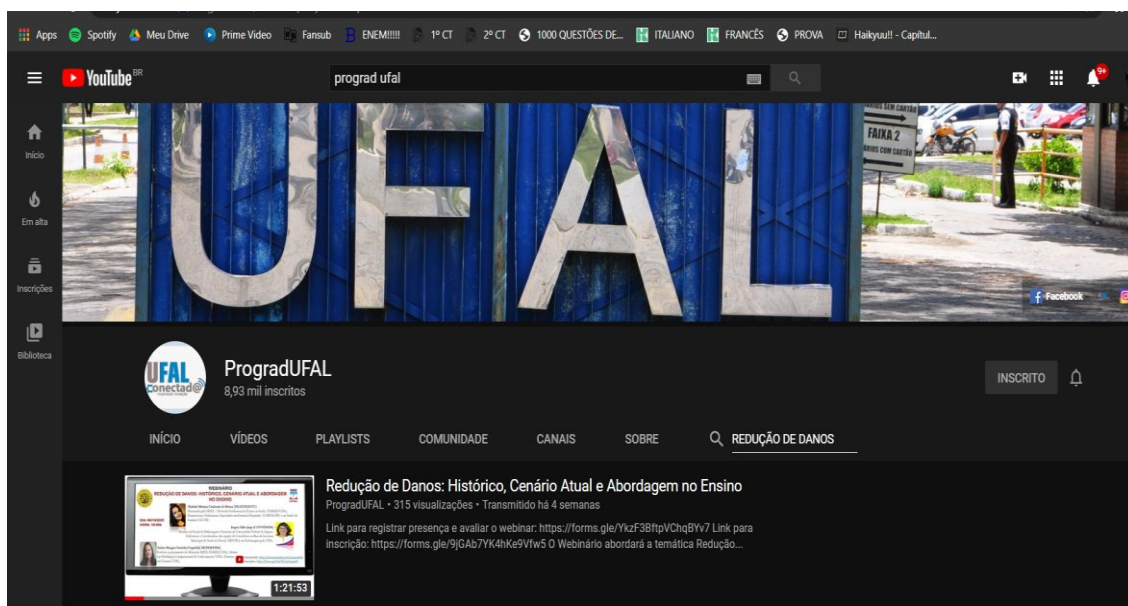 Apps Spotify Meu Drive Prime Video Fansub ENEM!!!!! 1º CT 2º CT 1000 QUESTÕES DE... ITALIANO FRANCÊS PROVA Haikyuu!! - Capítul...
YouTube BR
prograd ufal
9+
Início
Em alta
Inscrições
Biblioteca
UFAL
FAIXA 2
Facebook
UFAL
conectad@
ProgradUFAL
8,93 mil inscritos
INSCRITO
INÍCIO VÍDEOS PLAYLISTS COMUNIDADE CANAIS SOBRE REDUÇÃO DE DANOS
WEBINÁRIO
REDUÇÃO DE DANOS: HISTÓRICO, CENÁRIO ATUAL E ABORDAGEM
NO ENSINO
1:21:53
Redução de Danos: Histórico, Cenário Atual e Abordagem no Ensino
ProgradUFAL • 315 visualizações • Transmitido há 4 semanas
Link para registrar presença e avaliar o webinar: https://forms.gle/YkzF3BftpVChqBYv7 Link para
inscrição: https://forms.gle/9jGAb7YK4hKe9Vfw5 O Webinário abordará a temática Redução...